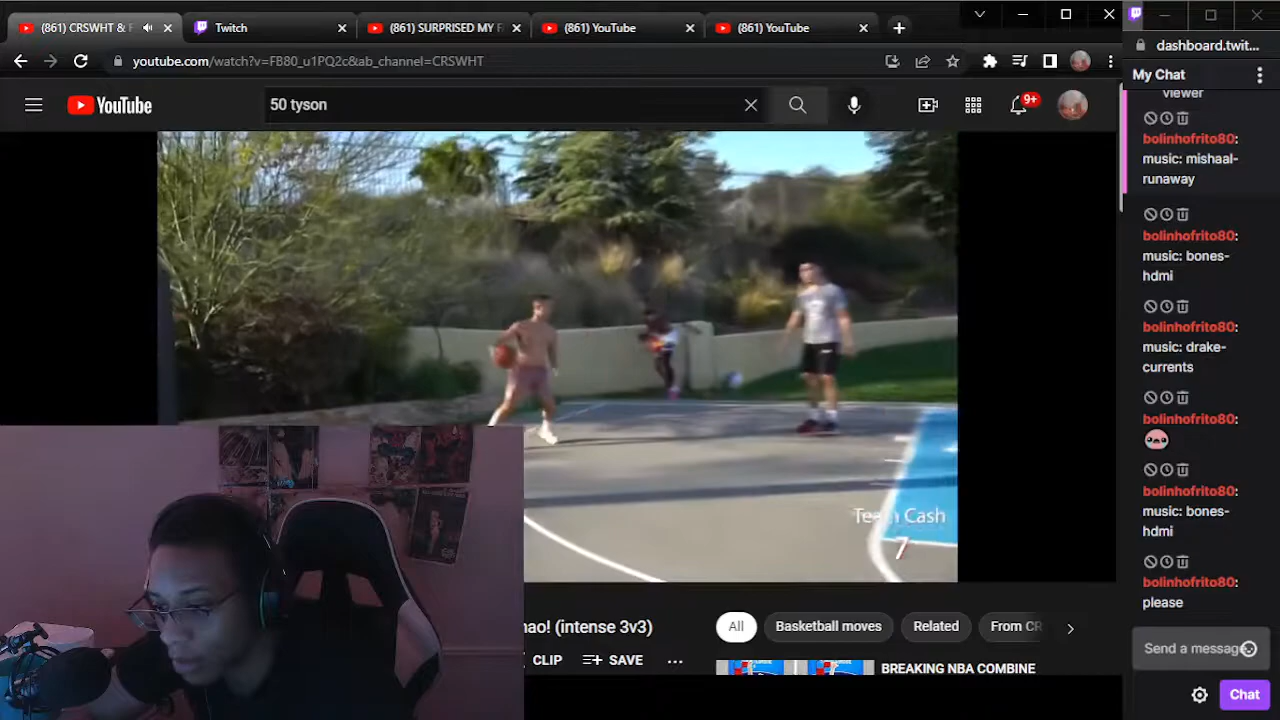 (861) CRSWHT & F
Twitch
(861) SURPRISED MY F
(861) YouTube
(861) YouTube
youtube.com/watch?v=FB80_u1PQ2c&ab_channel=CRSWHT
YouTube
50 tyson
9+
Team Cash
7
hao! (intense 3v3)
CLIP
SAVE
All
Basketball moves
Related
From CR
BREAKING NBA COMBINE
dashboard.twit...
My Chat
viewer
bolinhofrito80:
music: mishaal-
runaway
bolinhofrito80:
music: bones-
hdmi
bolinhofrito80:
music: drake-
currents
bolinhofrito80:
bolinhofrito80:
music: bones-
hdmi
bolinhofrito80:
please
Send a message
Chat